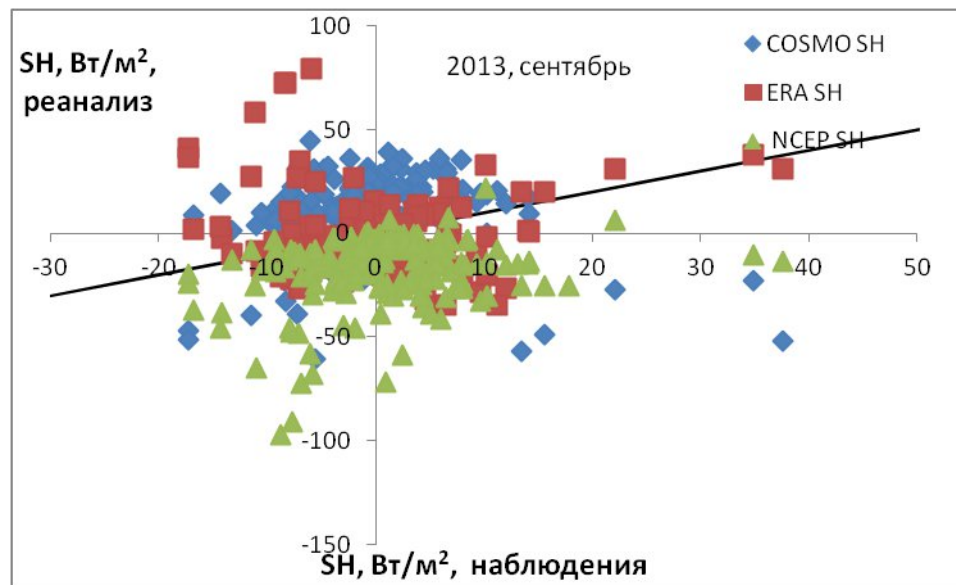 100
SH, Вт/м²,
реанализ
2013, сентябрь
COSMO SH
ERA SH
NCEP SH
50
0
-30 -20 -10 0 10 20 30 40 50
-50
-100
-150
SH, Вт/м², наблюдения